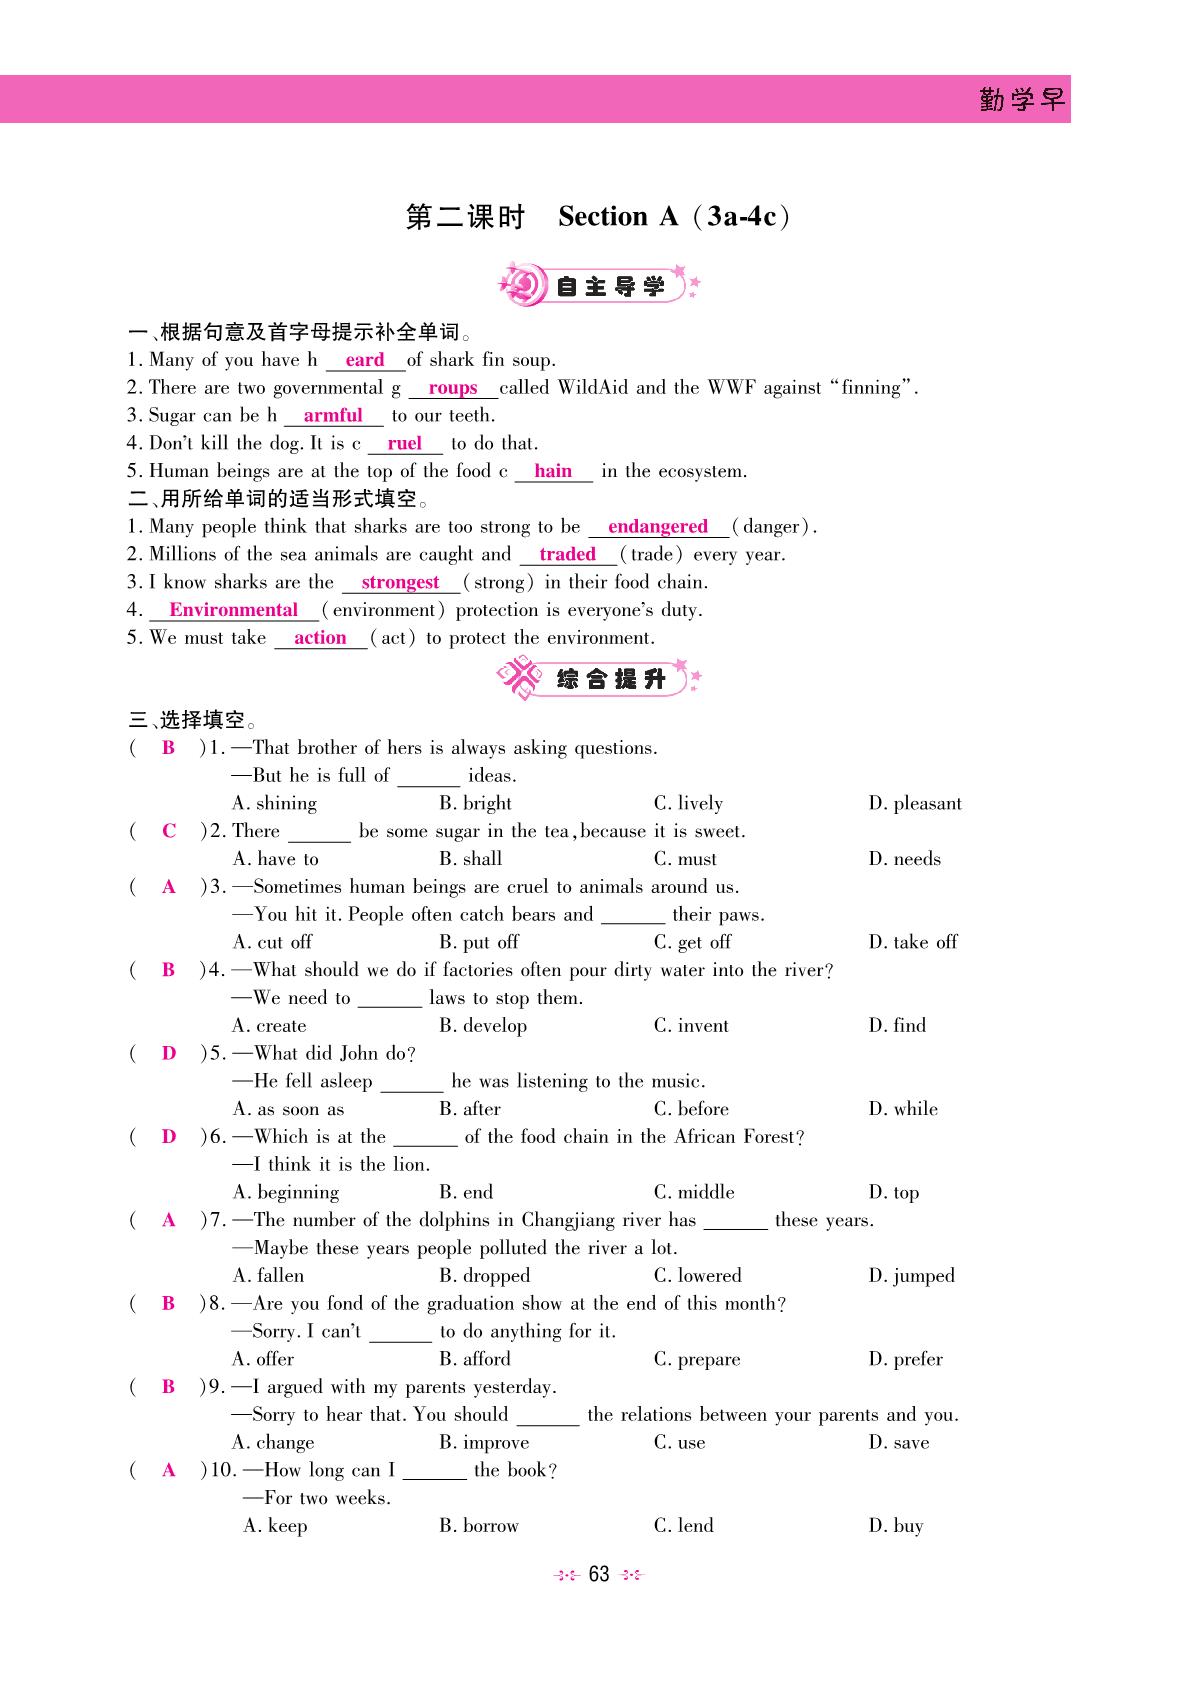 勤学早
第二课时 Section A（3a-4c）
自主导学
一、根据句意及首字母提示补全单词。
1. Many of you have h eard of shark fin soup.
2. There are two governmental g roups called WildAid and the WWF against “finning”.
3. Sugar can be h armful to our teeth.
4. Don’t kill the dog. It is c ruel to do that.
5. Human beings are at the top of the food c hain in the ecosystem.
二、用所给单词的适当形式填空。
1. Many people think that sharks are too strong to be endangered (danger).
2. Millions of the sea animals are caught and traded (trade) every year.
3. I know sharks are the strongest (strong) in their food chain.
4. Environmental (environment) protection is everyone’s duty.
5. We must take action (act) to protect the environment.
综合提升
三、选择填空。
( B )1. —That brother of hers is always asking questions.
—But he is full of ______ ideas.
A. shining B. bright C. lively D. pleasant
( C )2. There ______ be some sugar in the tea, because it is sweet.
A. have to B. shall C. must D. needs
( A )3. —Sometimes human beings are cruel to animals around us.
—You hit it. People often catch bears and ______ their paws.
A. cut off B. put off C. get off D. take off
( B )4. —What should we do if factories often pour dirty water into the river?
—We need to ______ laws to stop them.
A. create B. develop C. invent D. find
( D )5. —What did John do?
—He fell asleep ______ he was listening to the music.
A. as soon as B. after C. before D. while
( D )6. —Which is at the ______ of the food chain in the African Forest?
—I think it is the lion.
A. beginning B. end C. middle D. top
( A )7. —The number of the dolphins in Changjiang river has ______ these years.
—Maybe these years people polluted the river a lot.
A. fallen B. dropped C. lowered D. jumped
( B )8. —Are you fond of the graduation show at the end of this month?
—Sorry. I can’t ______ to do anything for it.
A. offer B. afford C. prepare D. prefer
( B )9. —I argued with my parents yesterday.
—Sorry to hear that. You should ______ the relations between your parents and you.
A. change B. improve C. use D. save
( A )10. —How long can I ______ the book?
—For two weeks.
A. keep B. borrow C. lend D. buy
63